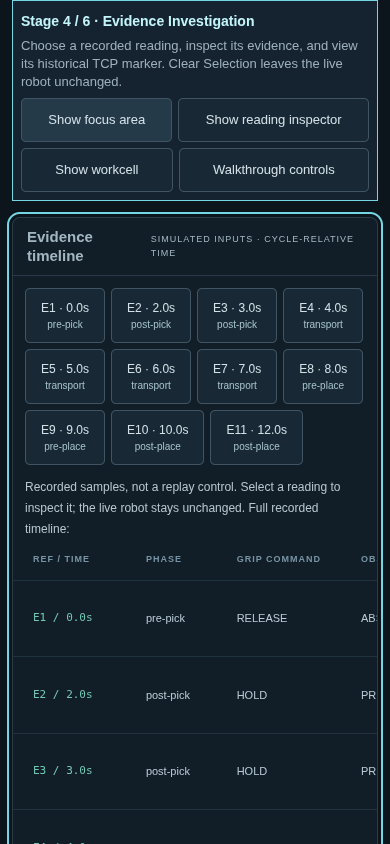 Stage 4 / 6 · Evidence Investigation
Choose a recorded reading, inspect its evidence, and view
its historical TCP marker. Clear Selection leaves the live
robot unchanged.
Show focus area
Show reading inspector
Show workcell
Walkthrough controls
Evidence
timeline
SIMULATED INPUTS · CYCLE-RELATIVE
TIME
E1 · 0.0s
pre-pick
E2 · 2.0s
post-pick
E3 · 3.0s
post-pick
E4 · 4.0s
transport
E5 · 5.0s
transport
E6 · 6.0s
transport
E7 · 7.0s
transport
E8 · 8.0s
pre-place
E9 · 9.0s
pre-place
E10 · 10.0s
post-place
E11 · 12.0s
post-place
Recorded samples, not a replay control. Select a reading to
inspect it; the live robot stays unchanged. Full recorded
timeline:
REF / TIME PHASE GRIP COMMAND
E1 / 0.0s pre-pick RELEASE
E2 / 2.0s post-pick HOLD
E3 / 3.0s post-pick HOLD